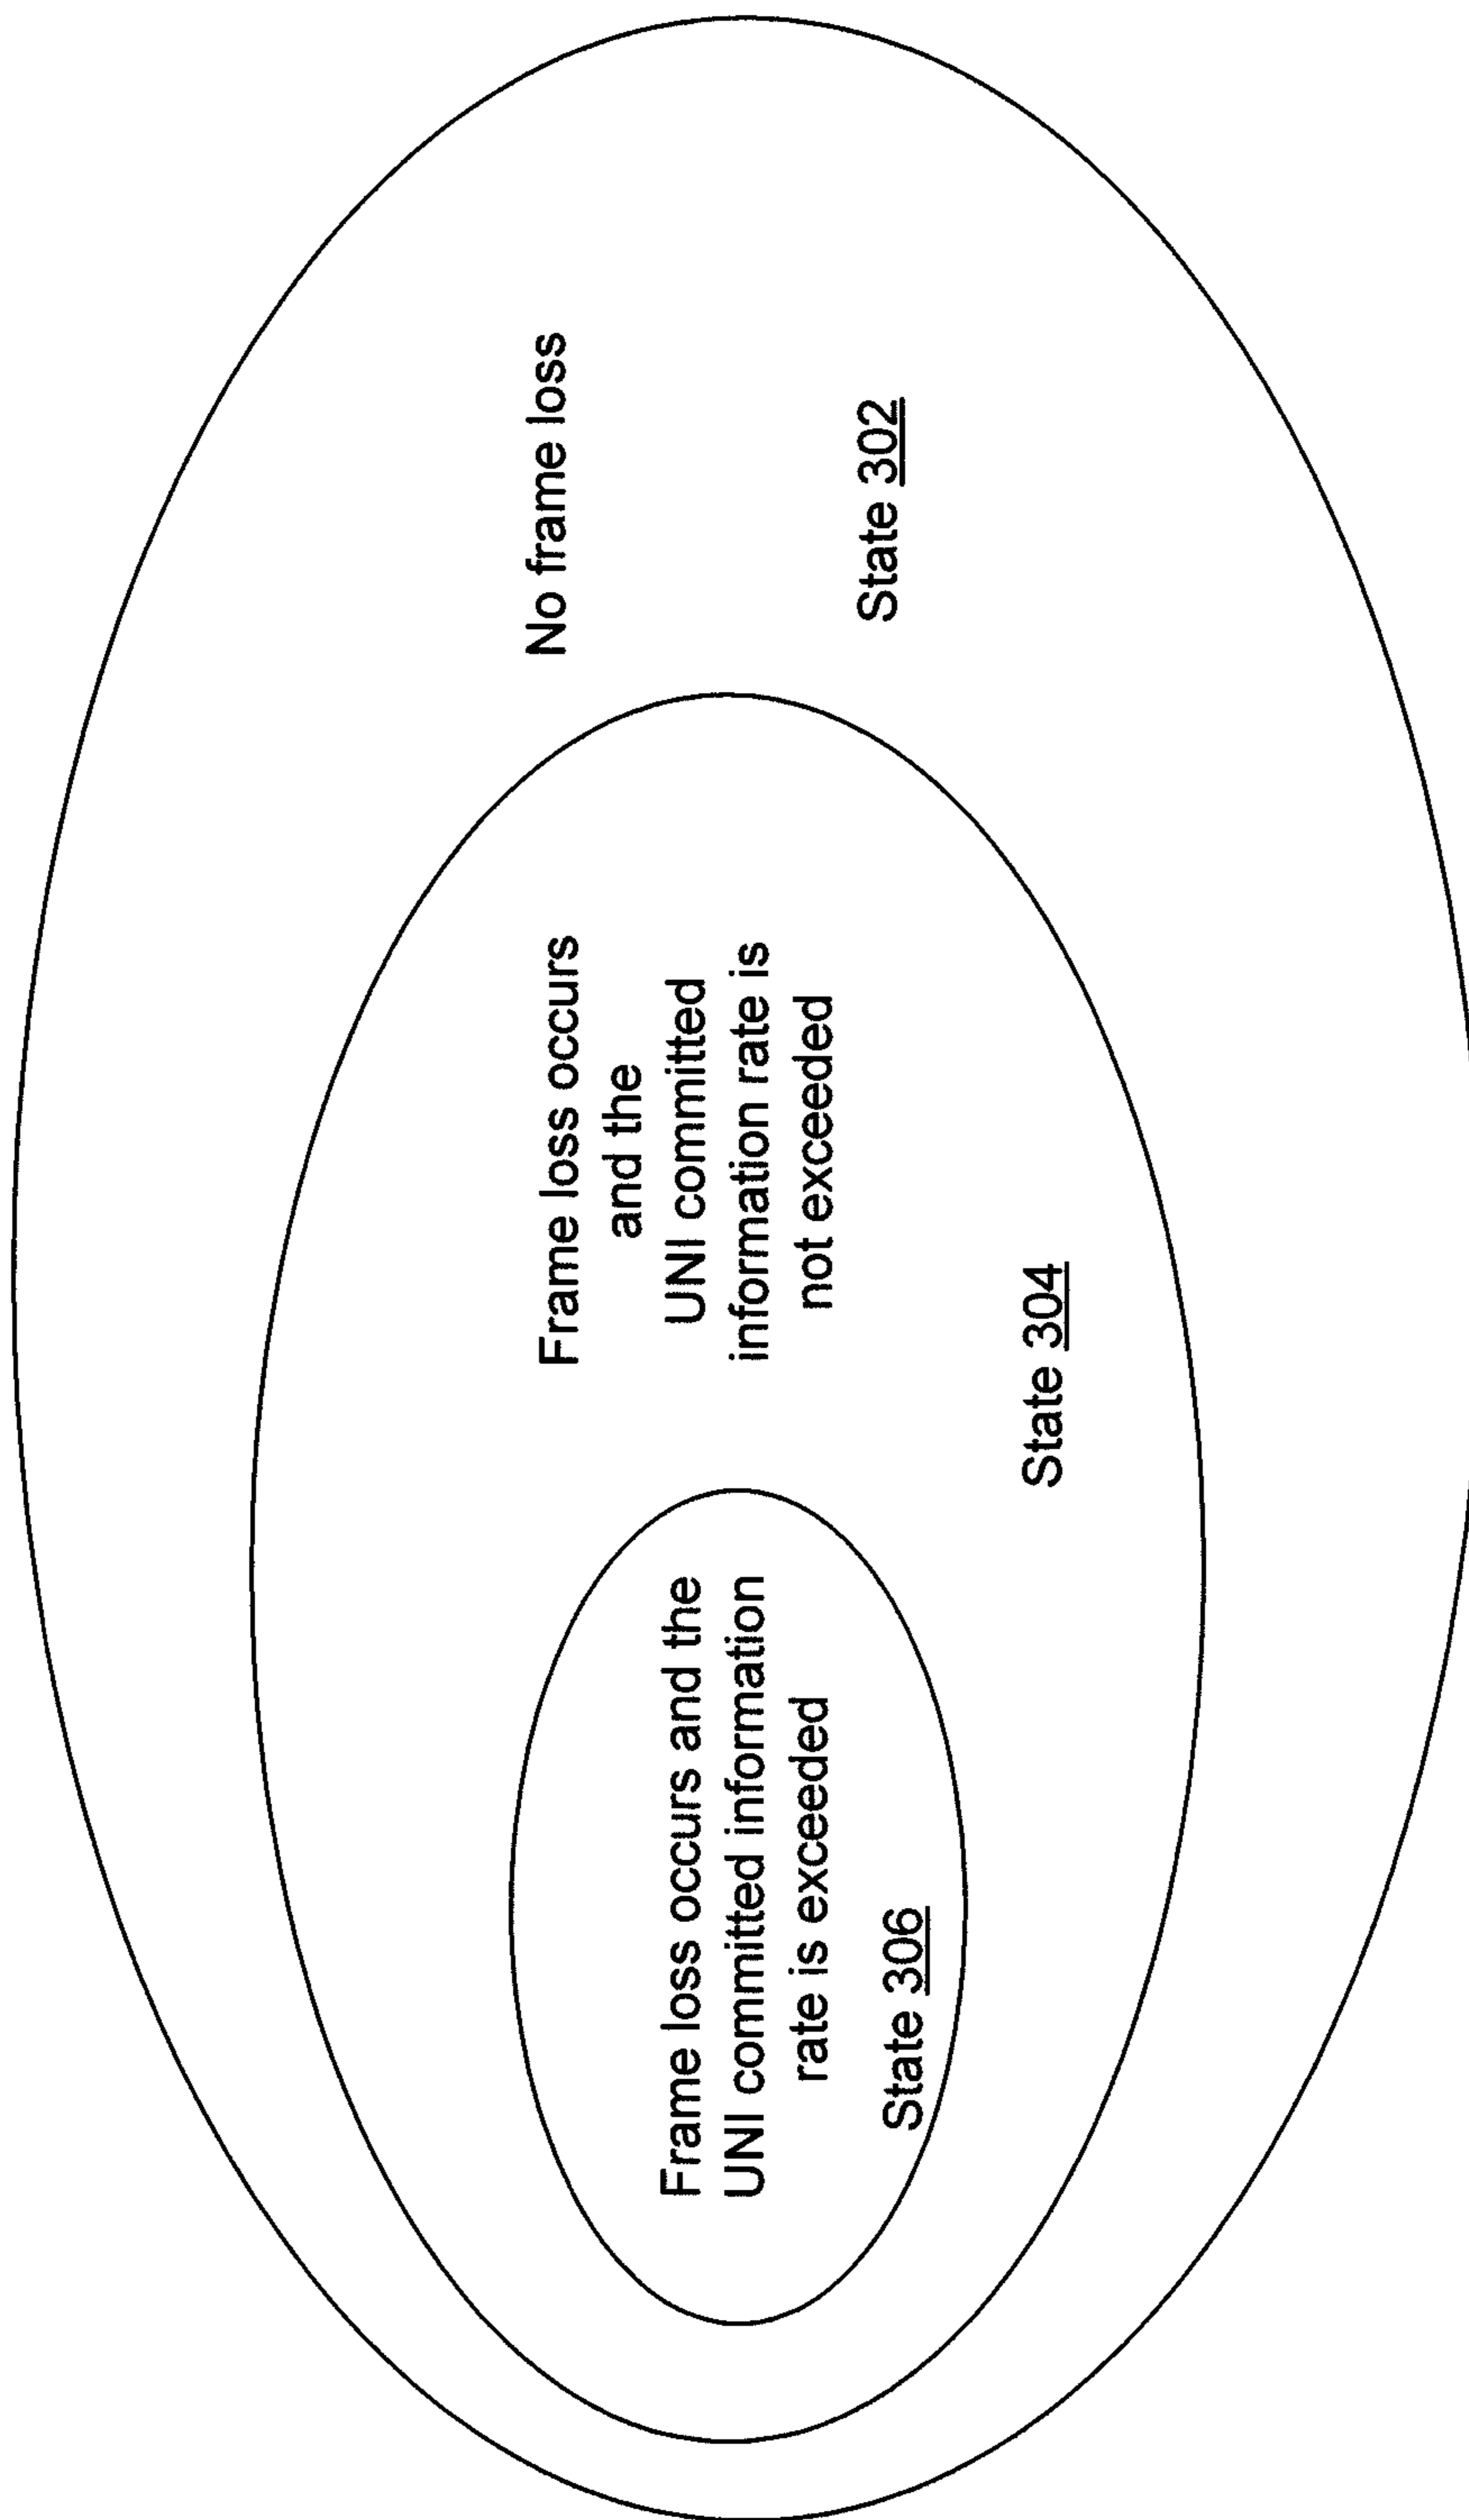 Frame loss occurs and the
UNI committed information
rate is exceeded
State 306
Frame loss occurs
and the
UNI committed
information rate is
not exceeded
State 304
No frame loss
State 302